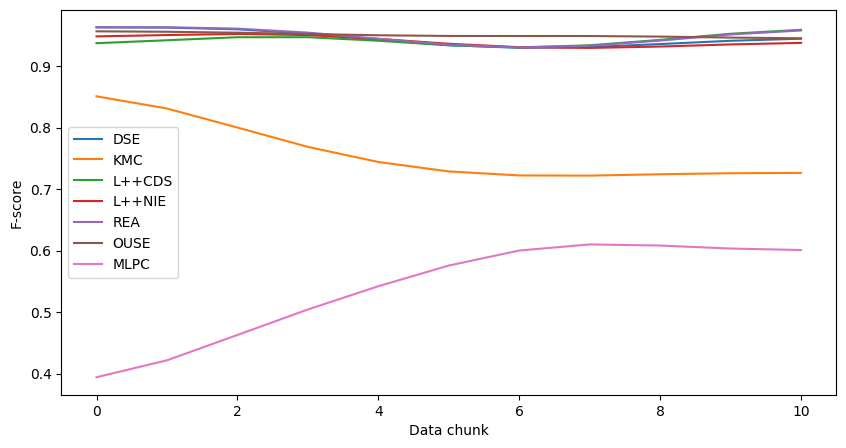 0.9
0.8
0.7
0.6
0.5
0.4
F-score
DSE
KMC
L++CDS
L++NIE
REA
OUSE
MLPC
0 2 4 6 8 10
Data chunk